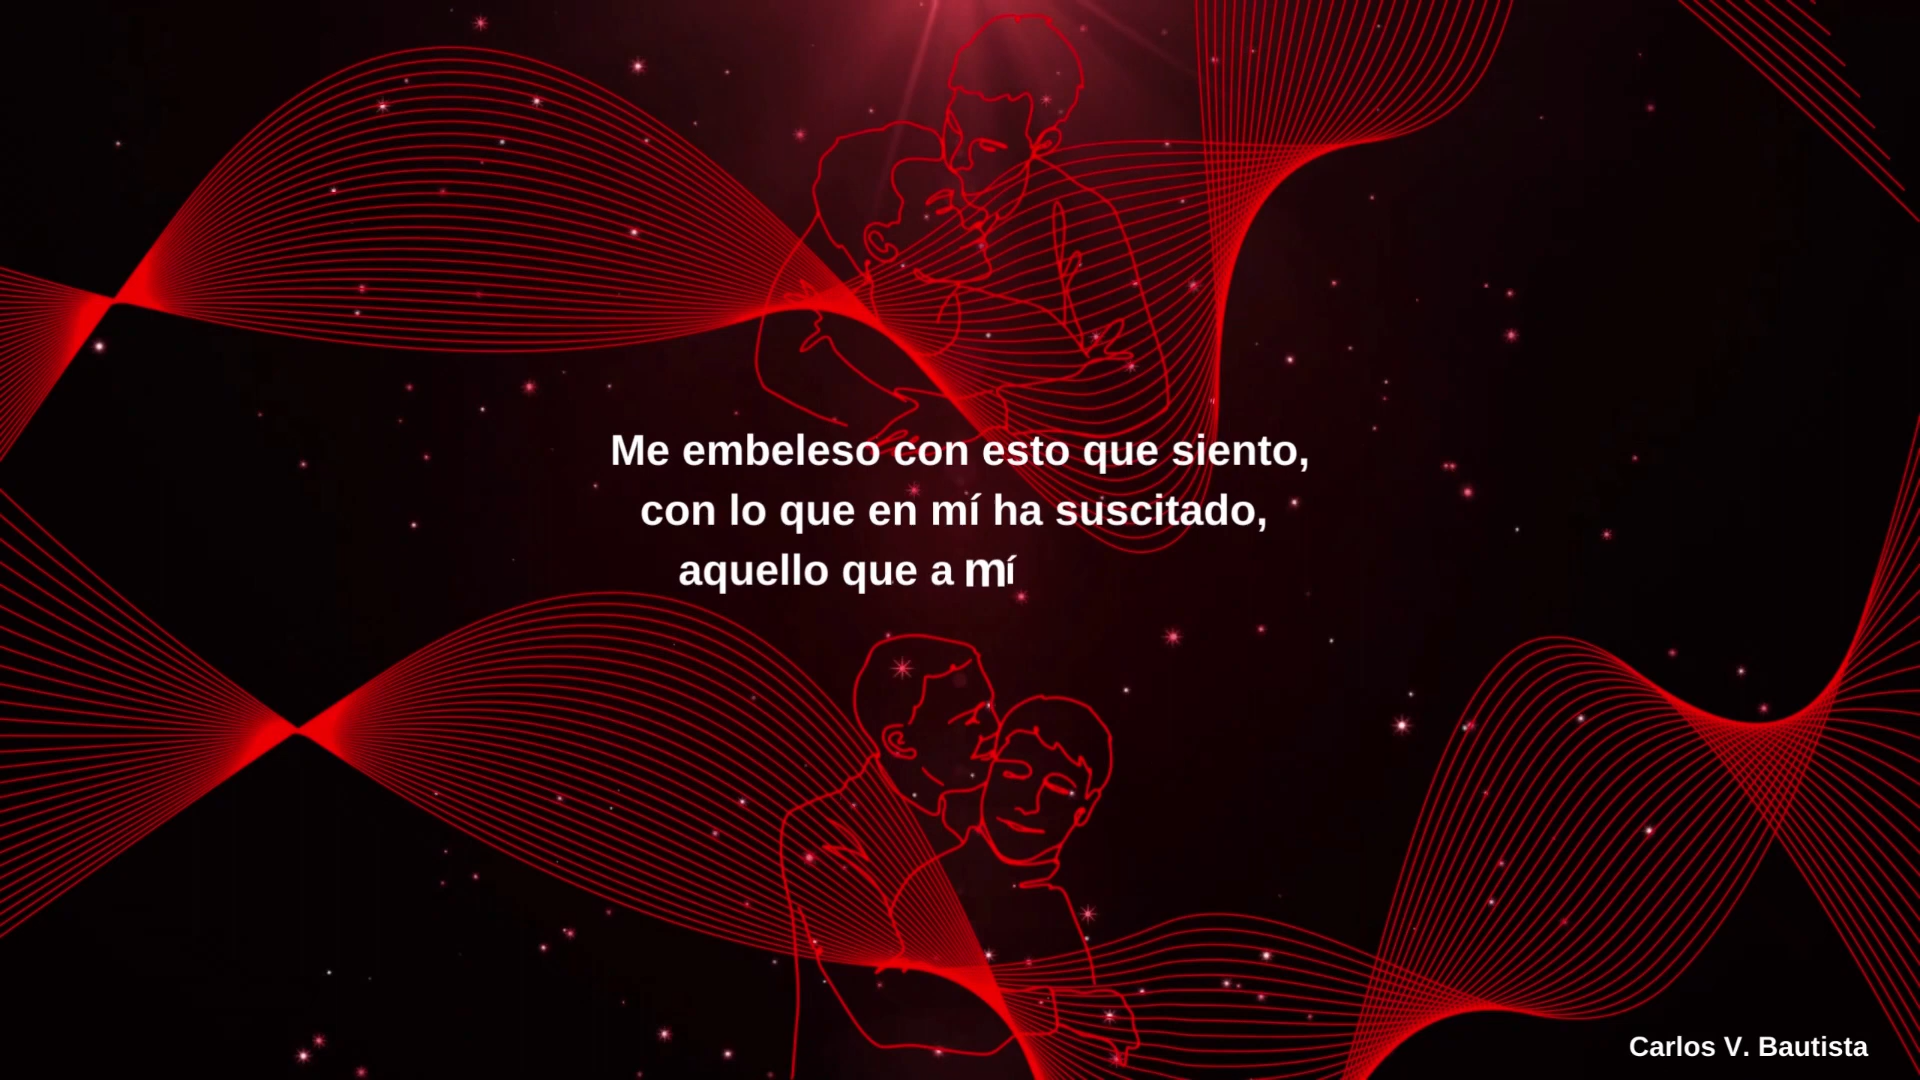 Me embeleso con esto que siento,
con lo que en mí ha suscitado,
aquello que a mí
Carlos V. Bautista